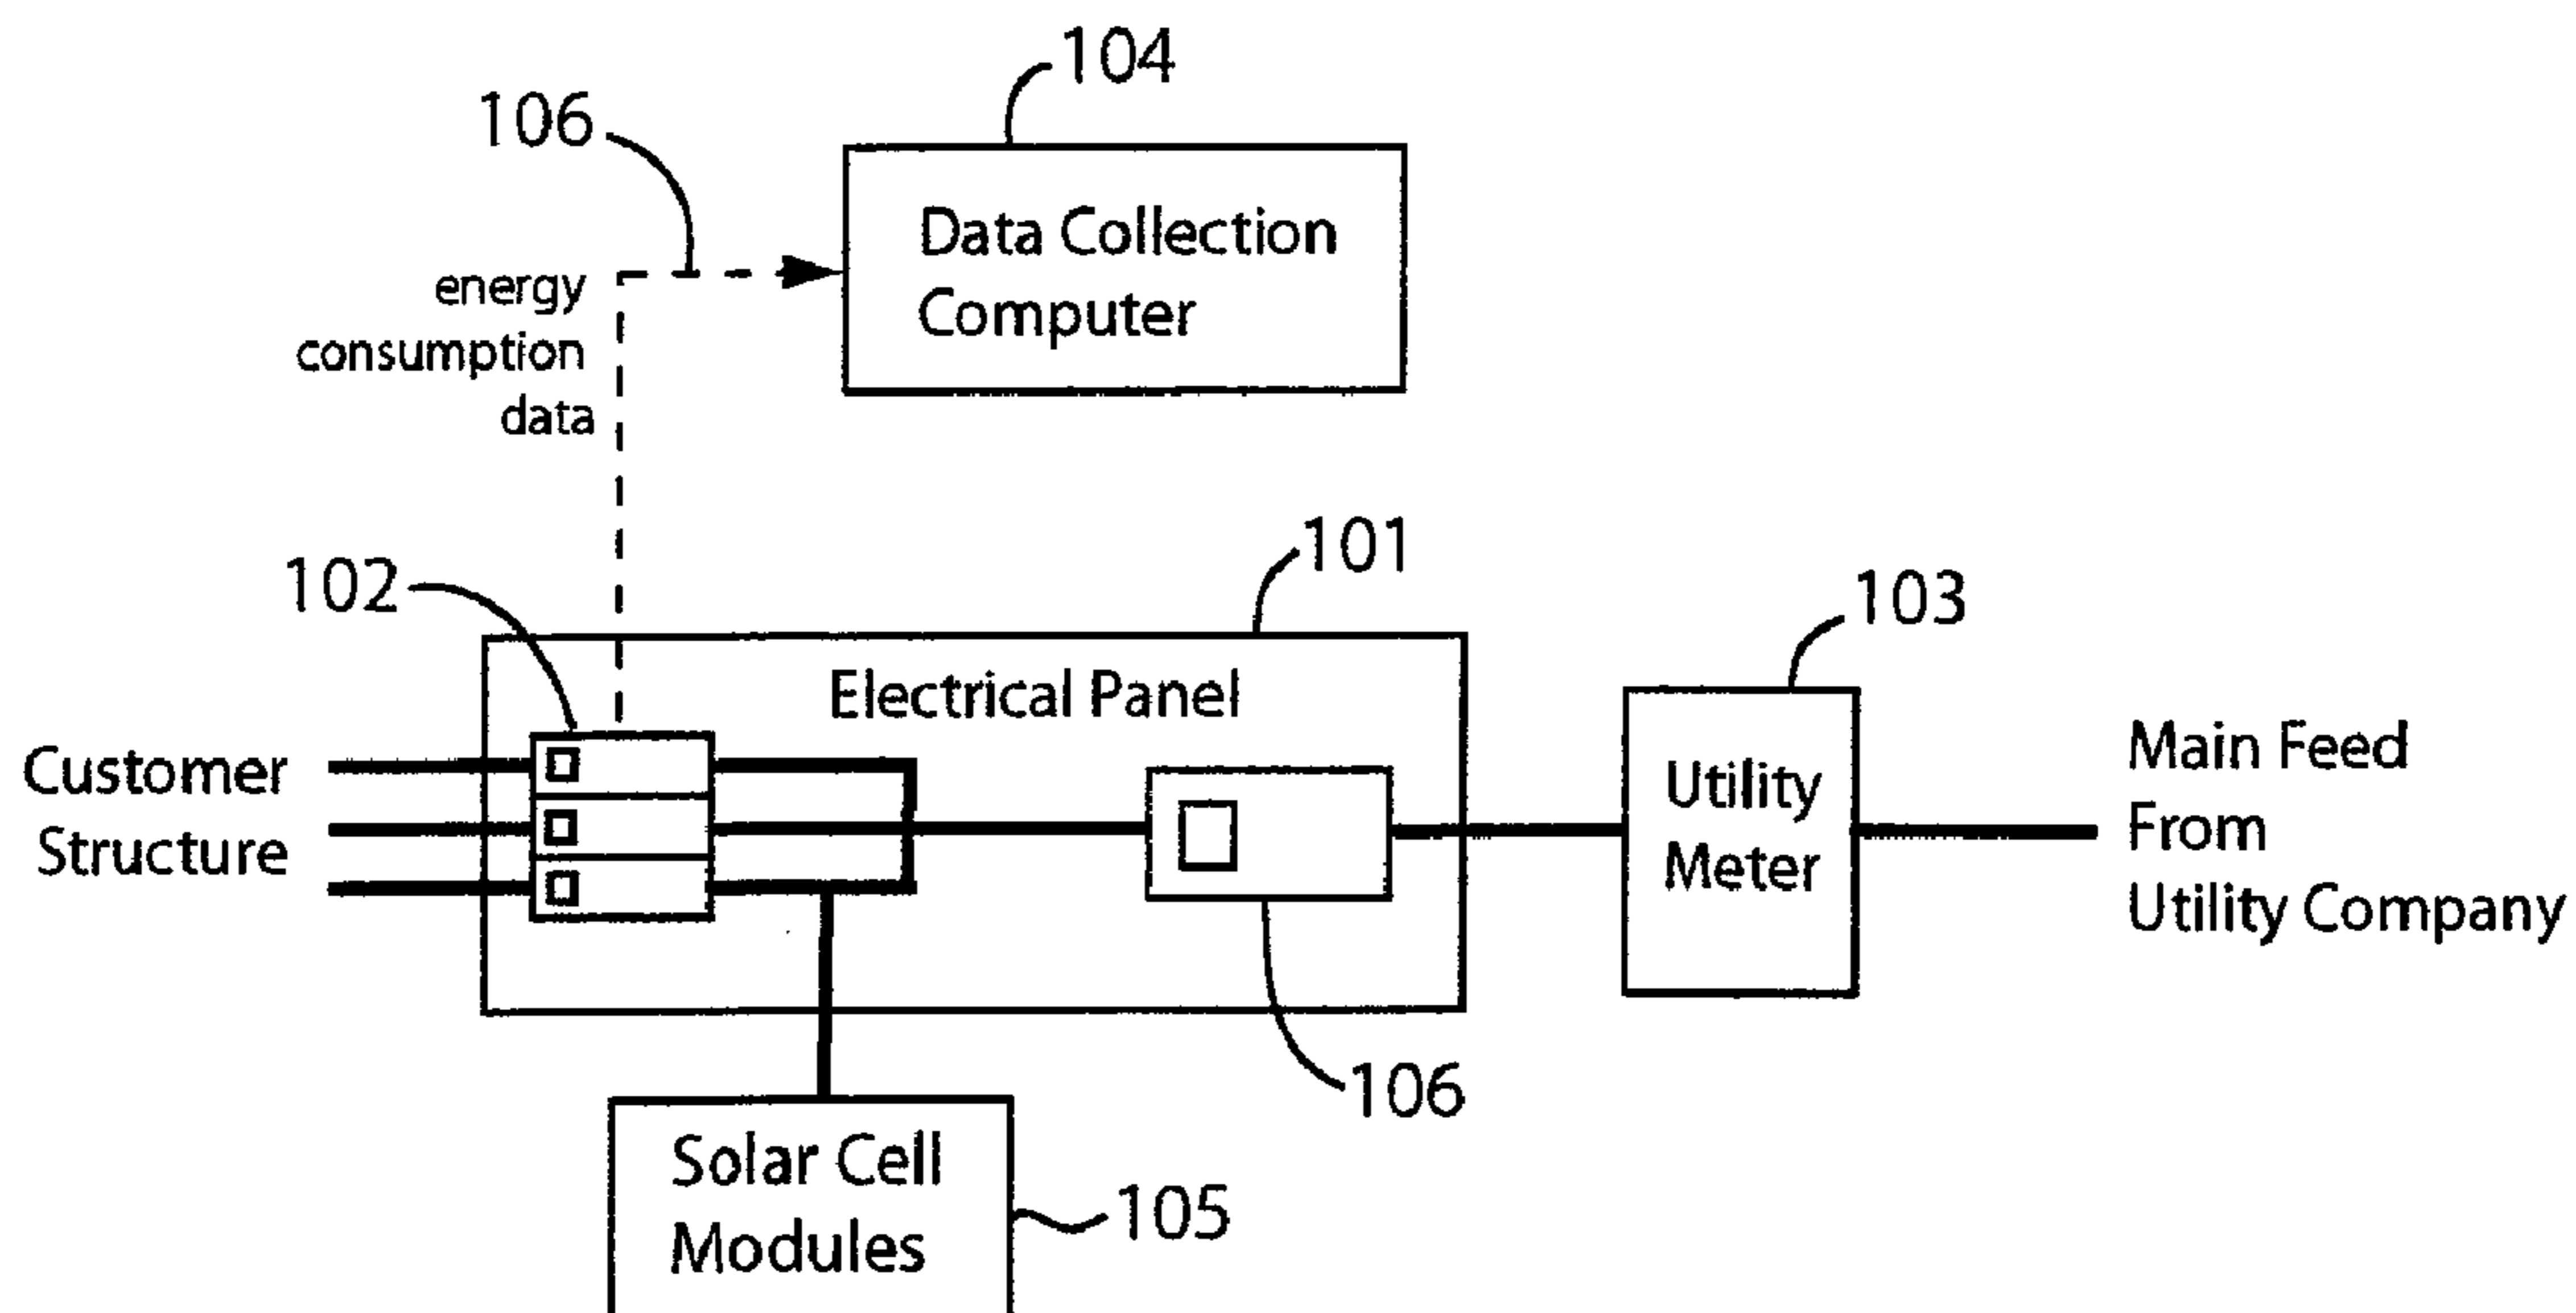 104
106
Data Collection
Computer
energy
consumption
data
101
102
103
Electrical Panel
Customer
Structure
Utility
Meter
Main Feed
From
Utility Company
106
Solar Cell
Modules
105